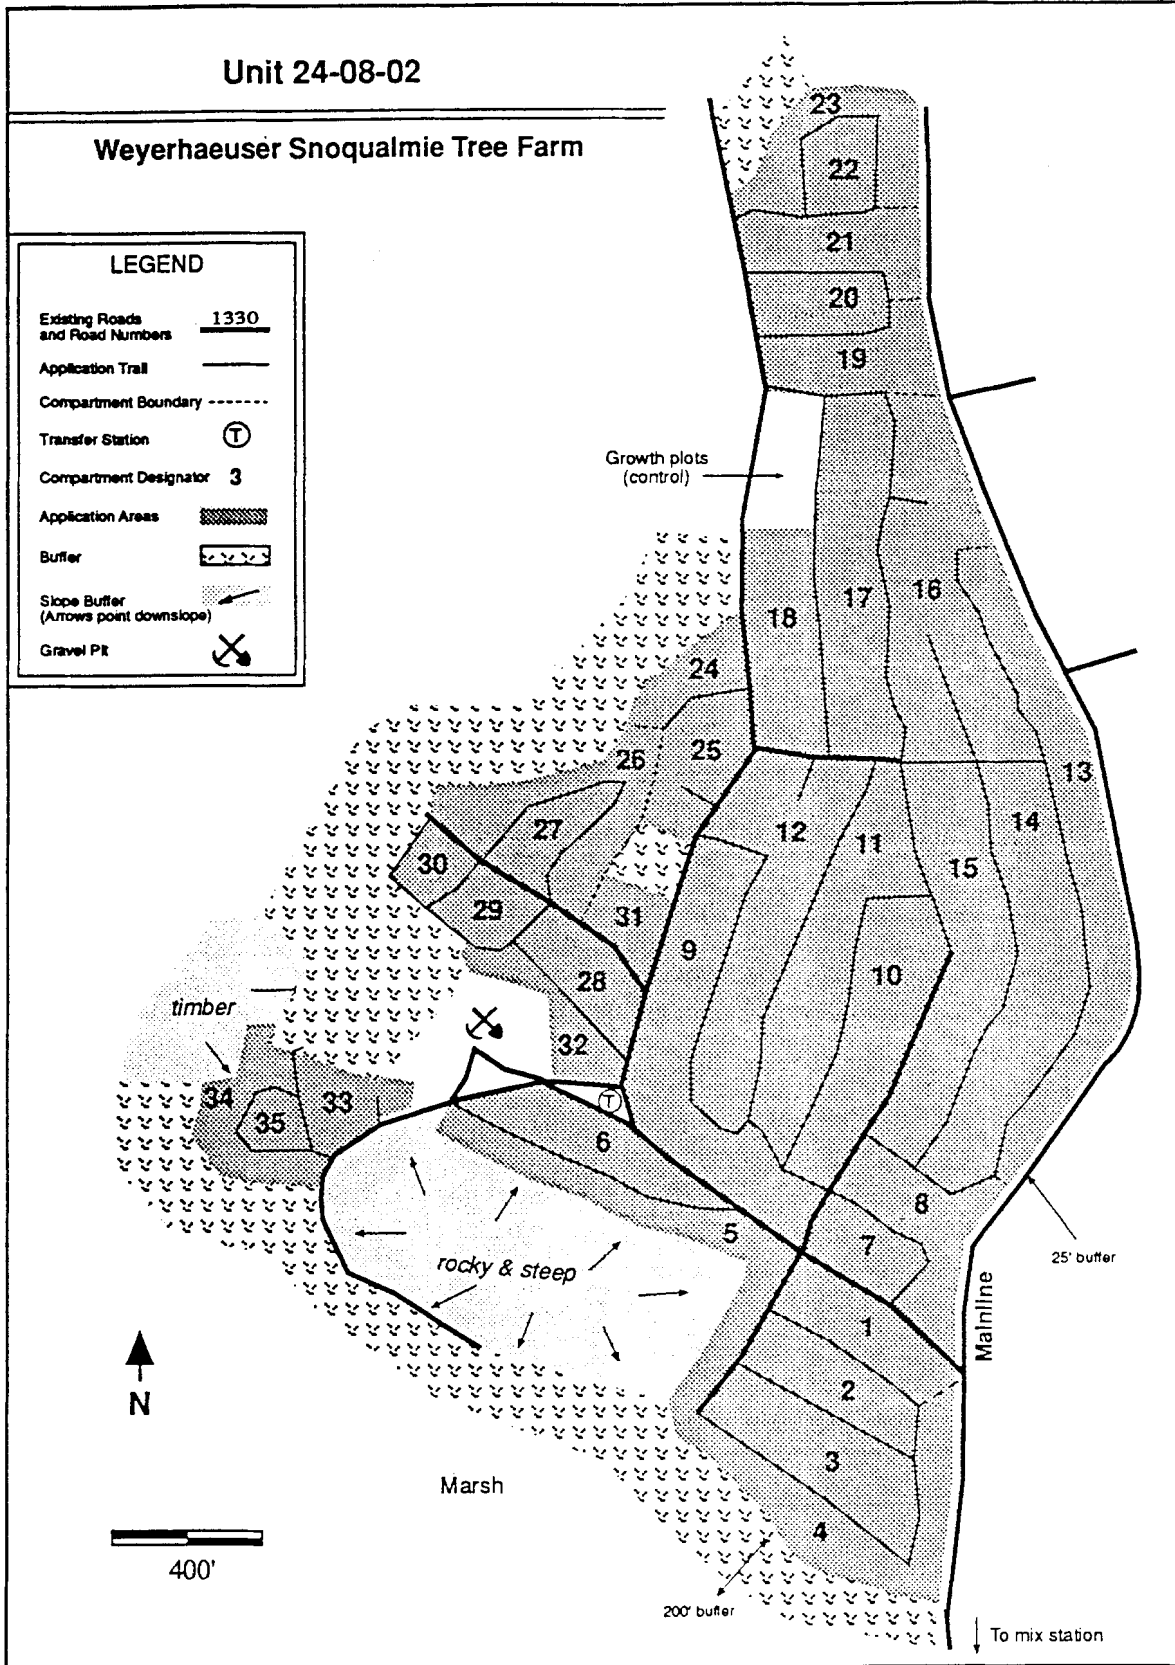 Unit 24-08-02
Weyerhaeuser Snoqualmie Tree Farm
LEGEND
Existing Roads
and Road Numbers
1330
Application Trail
Compartment Boundary
Transfer Station
T
Compartment Designator
3
Application Areas
Buffer
Slope Buffer
(Arrows point downslope)
Gravel Pit
23
22
21
20
19
Growth plots
(control)
18
17
16
24
25
26
13
12
11
14
15
27
30
29
31
9
10
28
32
timber
34
35
33
T
6
5
8
7
25' buffer
rocky & steep
Mainline
1
2
3
4
N
Marsh
400'
200' buffer
To mix station